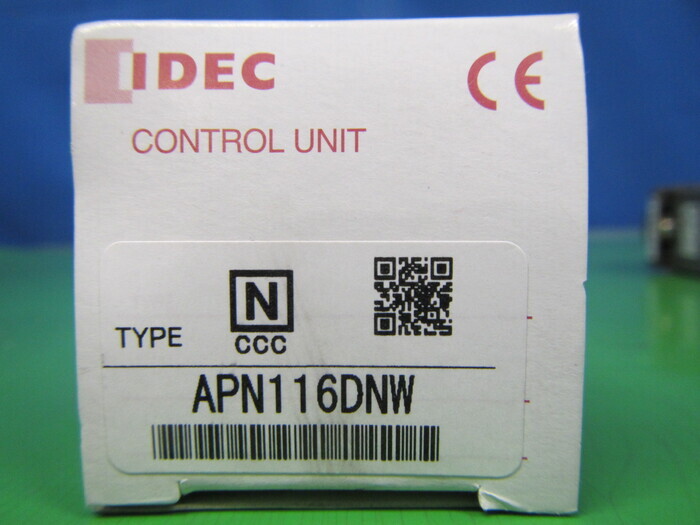 IDEC
CE
CONTROL UNIT
N
TYPE
CCC
APN116DNW